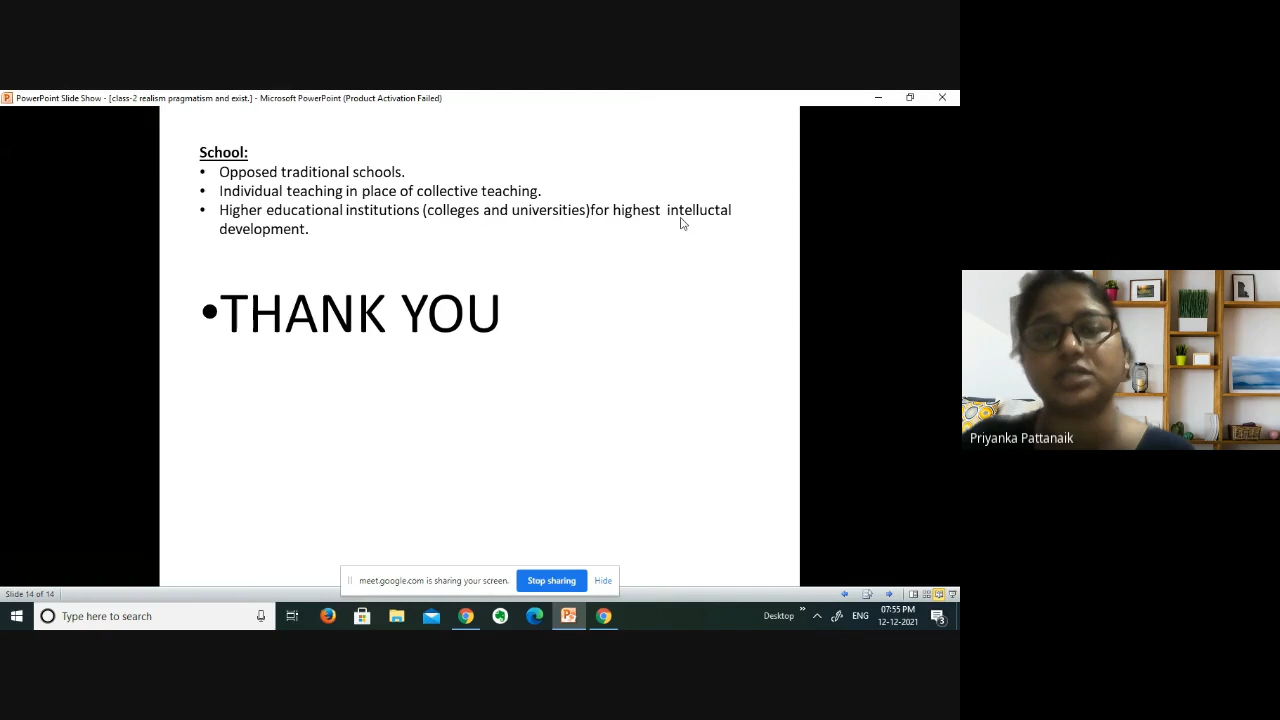 PowerPoint Slide Show - [class-2 realism pragmatism and exist.] - Microsoft PowerPoint (Product Activation Failed)
School:
• Opposed traditional schools.
• Individual teaching in place of collective teaching.
• Higher educational institutions (colleges and universities)for highest intelluctal
development.
•THANK YOU
Priyanka Pattanaik
meet.google.com is sharing your screen.
Stop sharing
Hide
Slide 14 of 14
Type here to search
Desktop
ENG
07:55 PM
12-12-2021
3